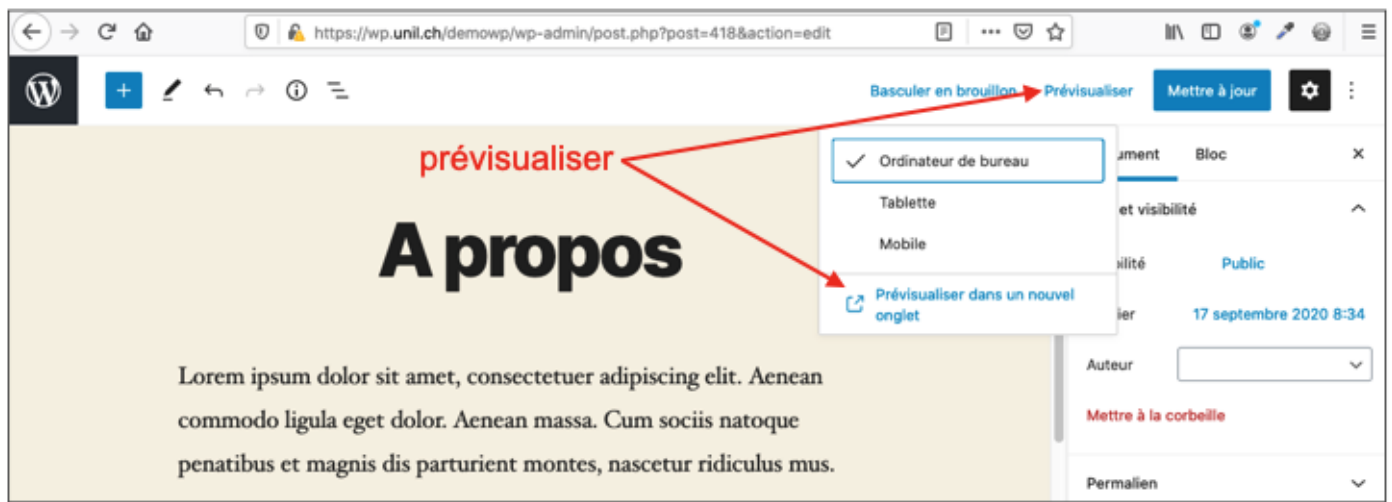 https://wp.unil.ch/demowp/wp-admin/post.php?post=418&action=edit
Basculer en brouillon Prévisualiser Mettre à jour
prévisualiser
Ordinateur de bureau
Tablette
Mobile
Prévisualiser dans un nouvel
onglet
ument Bloc
et visibilité
ilité Public
ier 17 septembre 2020 8:34
Auteur
Mettre à la corbeille
Permalien
A propos
Lorem ipsum dolor sit amet, consectetuer adipiscing elit. Aenean
commodo ligula eget dolor. Aenean massa. Cum sociis natoque
penatibus et magnis dis parturient montes, nascetur ridiculus mus.